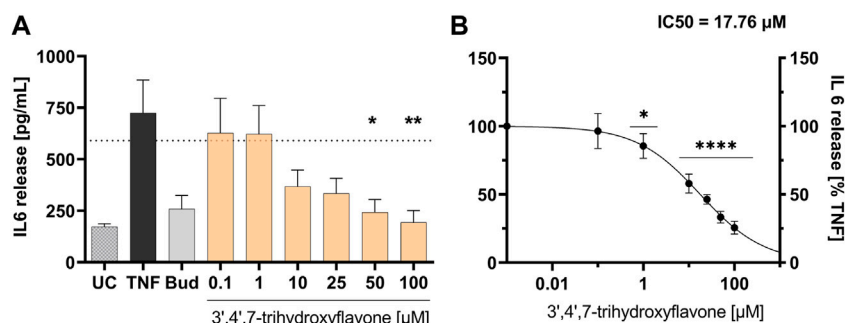 A
IL6 release [pg/mL]
1000
750
500
250
0
* **
UC TNF Bud 0.1 1 10 25 50 100
3',4',7-trihydroxyflavone [µM]
B
IC50 = 17.76 µM
150 150
100 100
50 50
0 0
* ****
IL 6 release [% TNF]
0.01 1 100
3',4',7-trihydroxyflavone [µM]